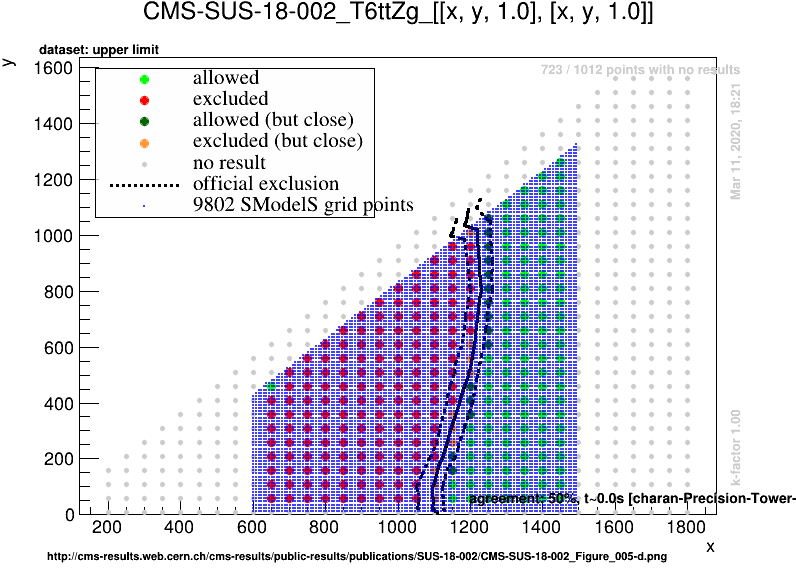 CMS-SUS-18-002_T6ttZg_[[x, y, 1.0], [x, y, 1.0]]
dataset: upper limit
y
723 / 1012 points with no results
allowed
excluded
allowed (but close)
excluded (but close)
no result
official exclusion
9802 SModelS grid points
Mar 11, 2020, 18:21
k-factor 1.00
1600
1400
1200
1000
800
600
400
200
0
agreement: 50%, t~0.0s [charan-Precision-Tower-
200 400 600 800 1000 1200 1400 1600 1800
x
http://cms-results.web.cern.ch/cms-results/public-results/publications/SUS-18-002/CMS-SUS-18-002_Figure_005-d.png